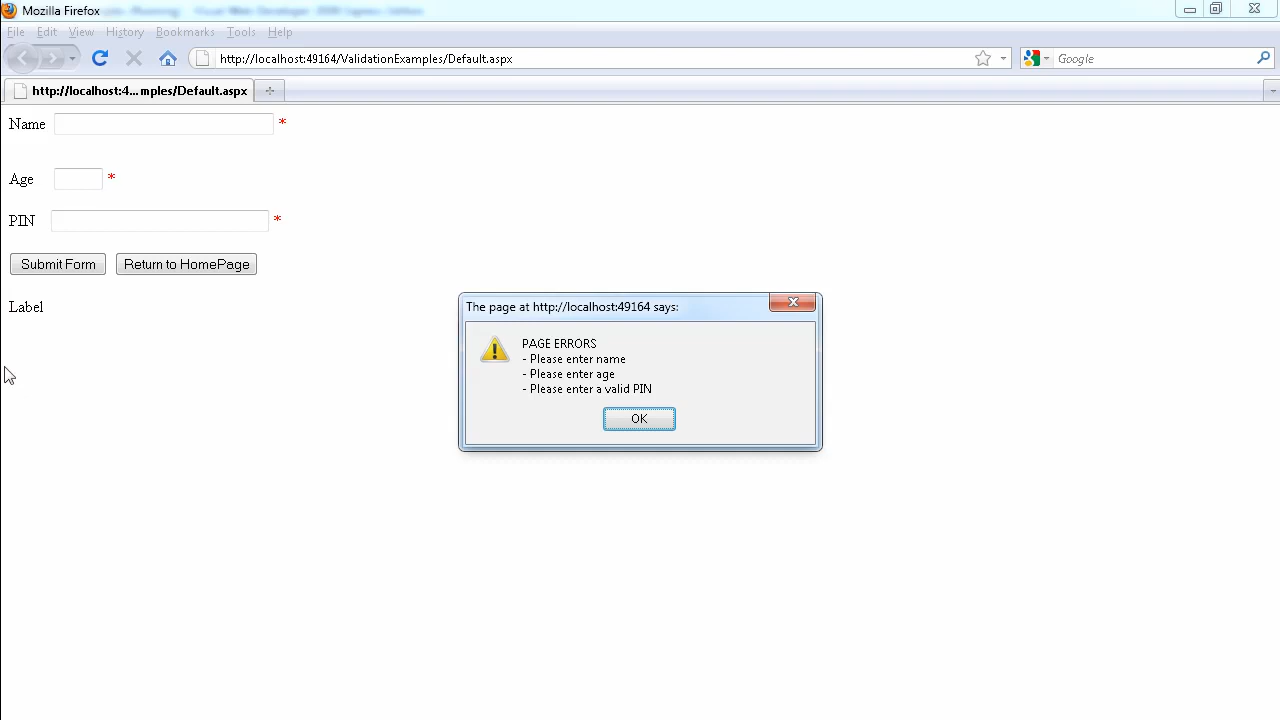 Mozilla Firefox
File Edit View History Bookmarks Tools Help
http://localhost:49164/ValidationExamples/Default.aspx
Google
http://localhost:4... mples/Default.aspx
Name *
Age *
PIN *
Submit Form Return to HomePage
Label
The page at http://localhost:49164 says:
PAGE ERRORS
- Please enter name
- Please enter age
- Please enter a valid PIN
OK